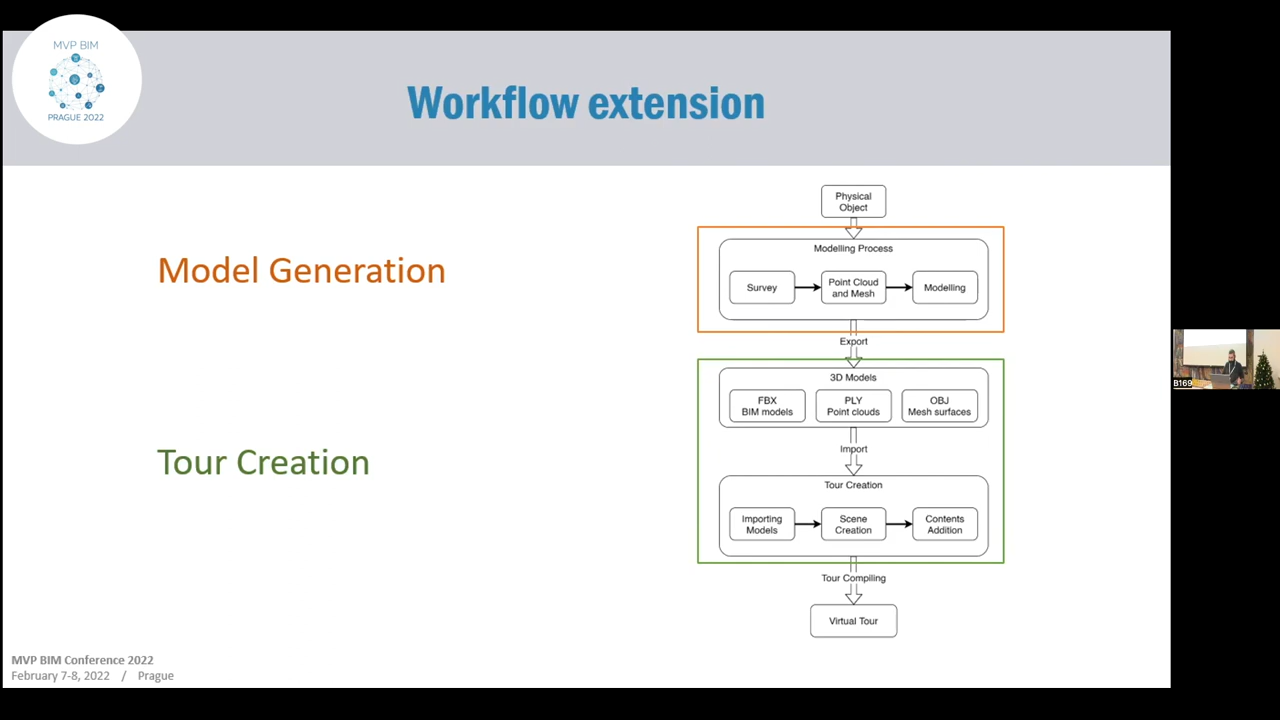 MVP BIM
PRAGUE 2022
Workflow extension
Model Generation
Tour Creation
Physical
Object
Modelling Process
Survey
Point Cloud
and Mesh
Modelling
Export
3D Models
FBX
BIM models
PLY
Point clouds
OBJ
Mesh surfaces
Import
Tour Creation
Importing
Models
Scene
Creation
Contents
Addition
Tour Compiling
Virtual Tour
B169
MVP BIM Conference 2022
February 7-8, 2022 / Prague